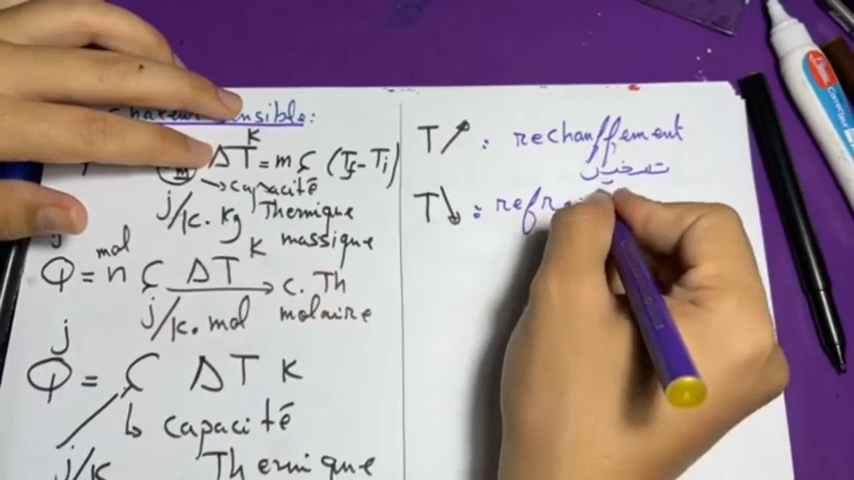 sensible:
ΔT = m C (Tf - Ti)
K
m
→ capacité
j/K. kg Thermique
massique
j
mol
Q = n C ΔT K → c. Th
j/K. mol molaire
j
Q = C ΔT K
↳ capacité
j/K Thermique
T↗ : rechauffement
تسخين
T↘ : refr
Corrector